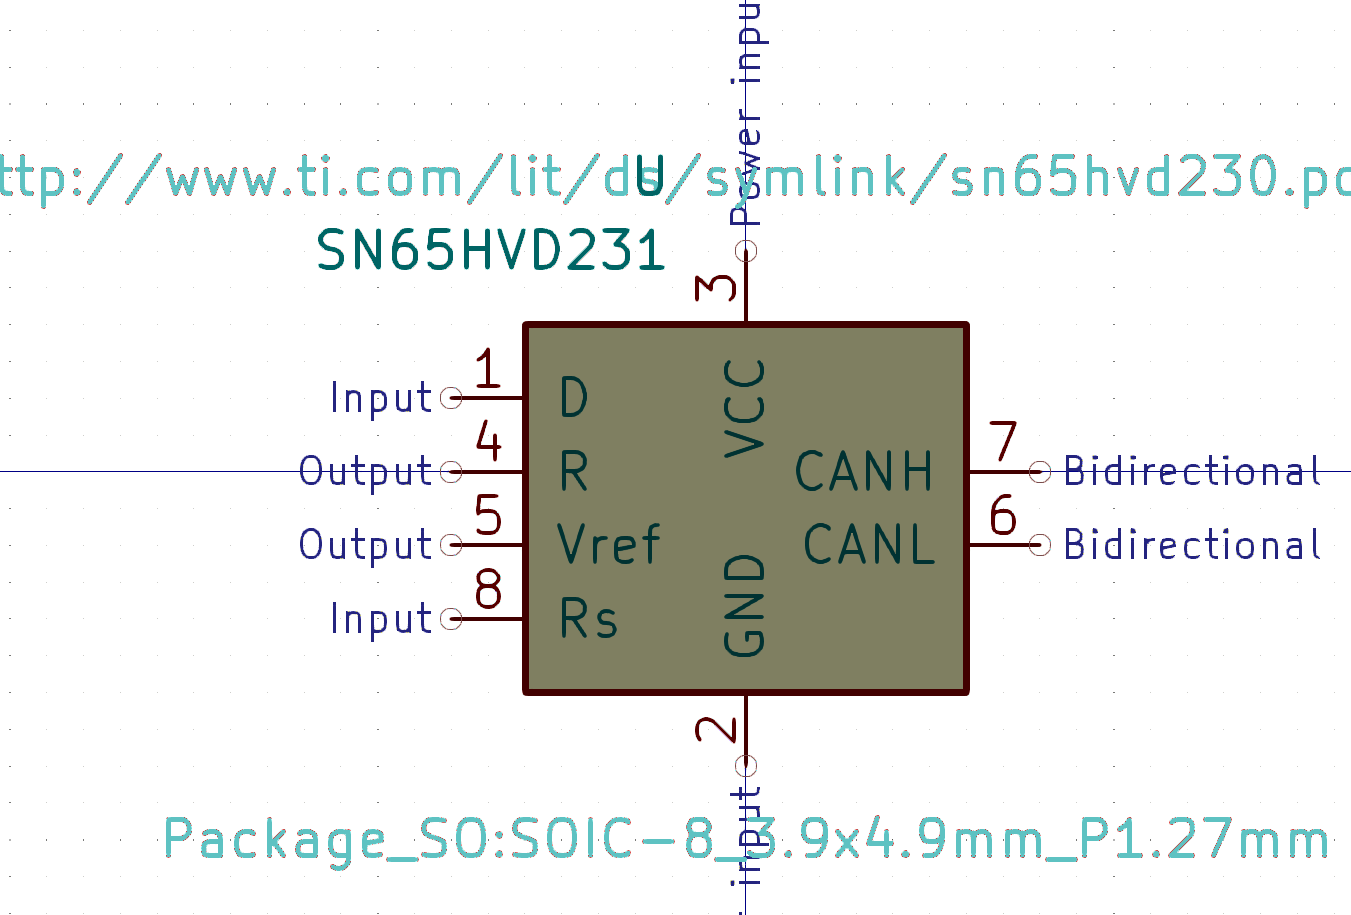 Power inpu
ttp://www.ti.com/lit/ds/symlink/sn65hvd230.pd
U
SN65HVD231
3
1
Input
D
VCC
4
Output
R
CANH
7
Bidirectional
5
Output
Vref
CANL
6
Bidirectional
8
Input
Rs
GND
2
Package_SO:SOIC-8_3.9x4.9mm_P1.27mm
input